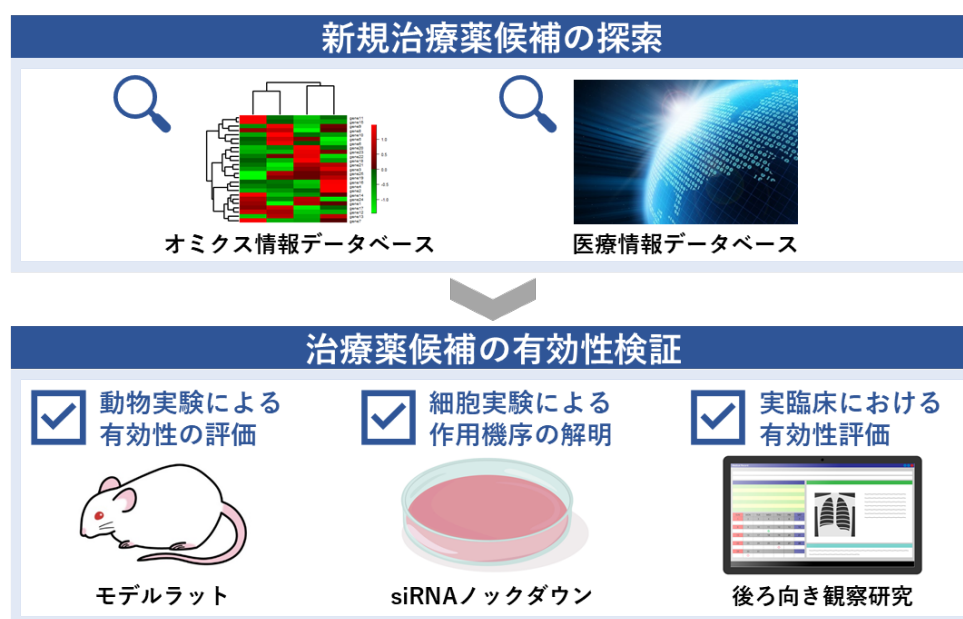 新規治療薬候補の探索
オミクス情報データベース
医療情報データベース
治療薬候補の有効性検証
動物実験による
有効性の評価
細胞実験による
作用機序の解明
実臨床における
有効性評価
モデルラット
siRNAノックダウン
後ろ向き観察研究